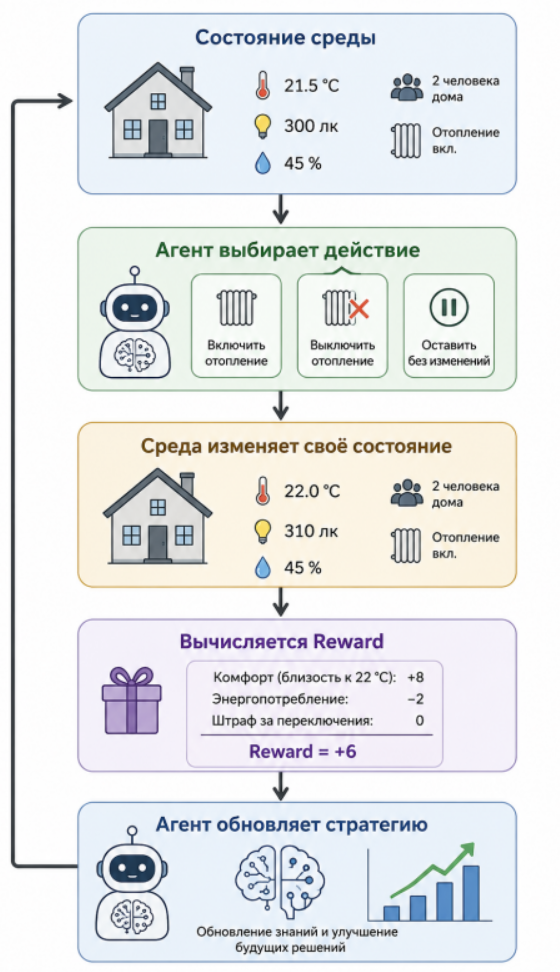 Состояние среды
21.5 °C
2 человека
дома
300 лк
Отопление
вкл.
45 %
Агент выбирает действие
Включить
отопление
Выключить
отопление
Оставить
без изменений
Среда изменяет своё состояние
22.0 °C
2 человека
дома
310 лк
Отопление
вкл.
45 %
Вычисляется Reward
Комфорт (близость к 22 °C): +8
Энергопотребление: −2
Штраф за переключения: 0
Reward = +6
Агент обновляет стратегию
Обновление знаний и улучшение
будущих решений